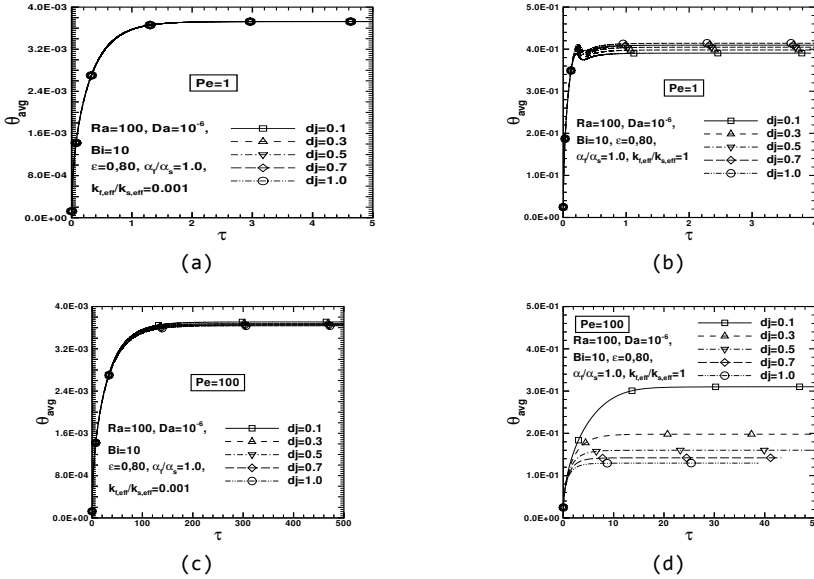 4.0E-03
3.2E-03
2.4E-03
1.6E-03
8.0E-04
0.0E+00
θavg
Pe=1
Ra=100, Da=10-6,
Bi=10
ε=0,80, αf/αs=1.0,
kf,eff/ks,eff=0.001
dj=0.1
dj=0.3
dj=0.5
dj=0.7
dj=1.0
0 1 2 3 4 5
τ
(a)
5.0E-01
4.0E-01
3.0E-01
2.0E-01
1.0E-01
0.0E+00
θavg
Pe=1
Ra=100, Da=10-6,
Bi=10, ε=0,80,
αf/αs=1.0, kf,eff/ks,eff=1
dj=0.1
dj=0.3
dj=0.5
dj=0.7
dj=1.0
0 1 2 3 4
τ
(b)
4.0E-03
3.2E-03
2.4E-03
1.6E-03
8.0E-04
0.0E+00
θavg
Pe=100
Ra=100, Da=10-6,
Bi=10
ε=0,80, αf/αs=1.0,
kf,eff/ks,eff=0.001
dj=0.1
dj=0.3
dj=0.5
dj=0.7
dj=1.0
0 100 200 300 400 500
τ
(c)
5.0E-01
4.0E-01
3.0E-01
2.0E-01
1.0E-01
0.0E+00
θavg
Pe=100
Ra=100, Da=10-6,
Bi=10, ε=0,80,
αf/αs=1.0, kf,eff/ks,eff=1
dj=0.1
dj=0.3
dj=0.5
dj=0.7
dj=1.0
0 10 20 30 40 50
τ
(d)